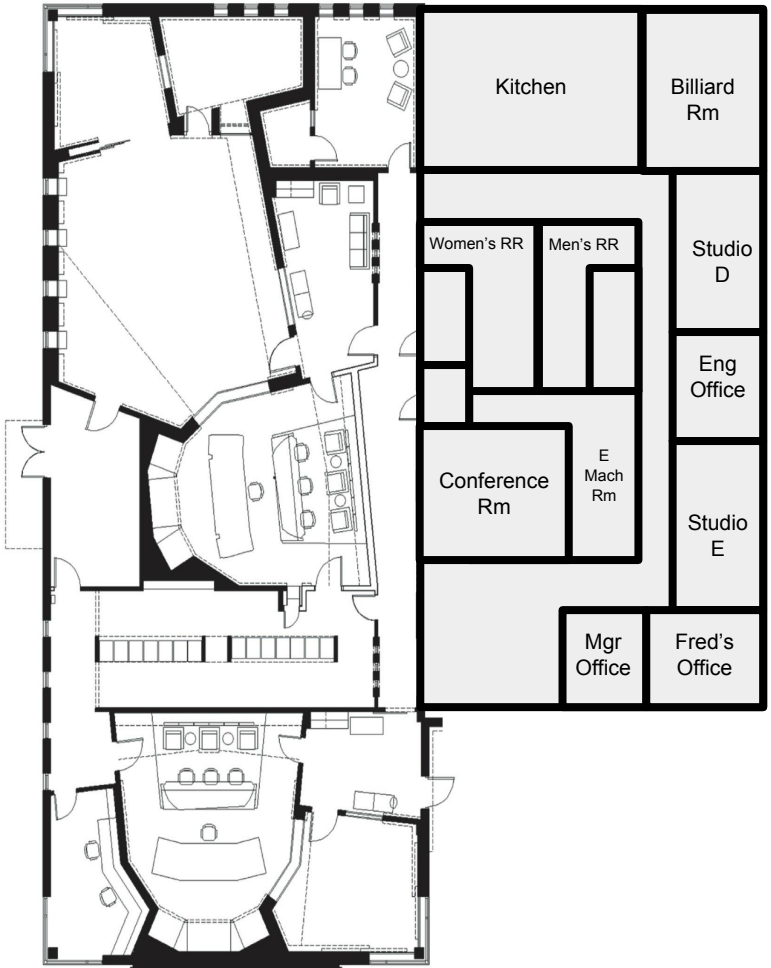 Kitchen
Billiard
Rm
Women's RR
Men's RR
Studio
D
Eng
Office
Conference
Rm
E
Mach
Rm
Studio
E
Mgr
Office
Fred's
Office